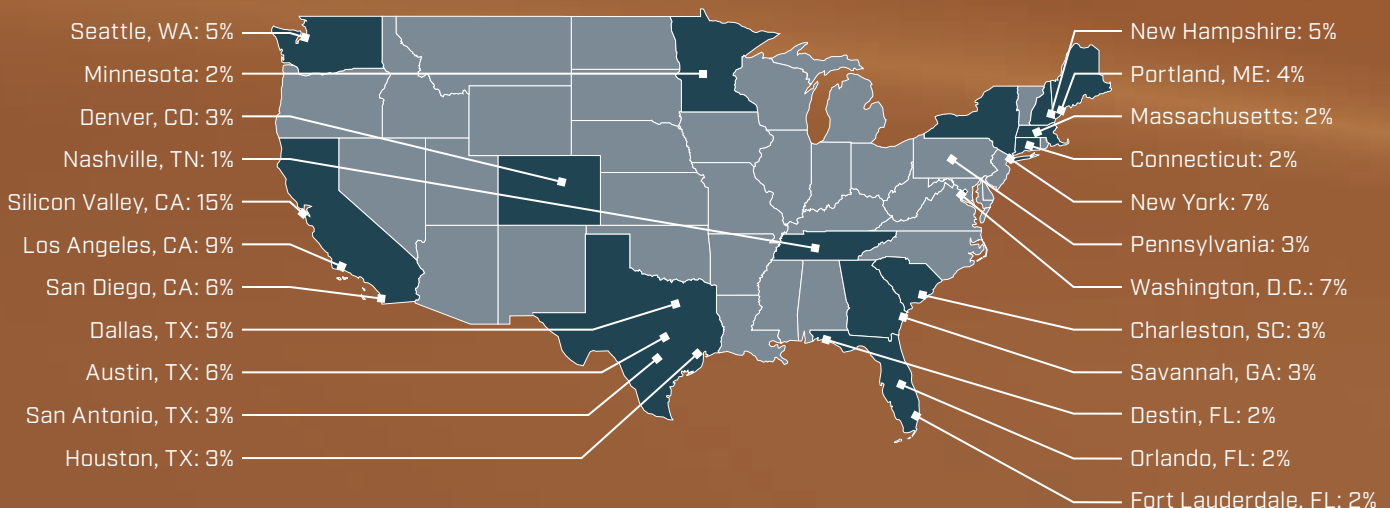 Seattle, WA: 5%
Minnesota: 2%
Denver, CO: 3%
Nashville, TN: 1%
Silicon Valley, CA: 15%
Los Angeles, CA: 9%
San Diego, CA: 6%
Dallas, TX: 5%
Austin, TX: 6%
San Antonio, TX: 3%
Houston, TX: 3%
New Hampshire: 5%
Portland, ME: 4%
Massachusetts: 2%
Connecticut: 2%
New York: 7%
Pennsylvania: 3%
Washington, D.C.: 7%
Charleston, SC: 3%
Savannah, GA: 3%
Destin, FL: 2%
Orlando, FL: 2%
Fort Lauderdale, FL: 2%